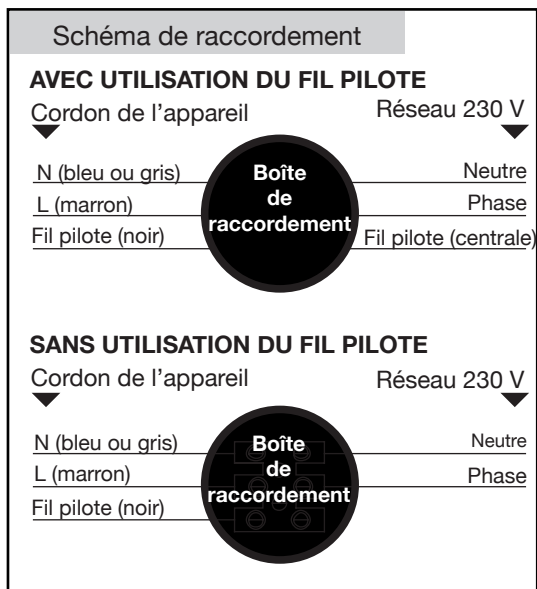 Schéma de raccordement
AVEC UTILISATION DU FIL PILOTE
Cordon de l'appareil Réseau 230 V
N (bleu ou gris) Boîte Neutre
L (marron) de Phase
Fil pilote (noir) raccordement Fil pilote (centrale)
SANS UTILISATION DU FIL PILOTE
Cordon de l'appareil Réseau 230 V
N (bleu ou gris) Boîte Neutre
L (marron) de Phase
Fil pilote (noir) raccordement